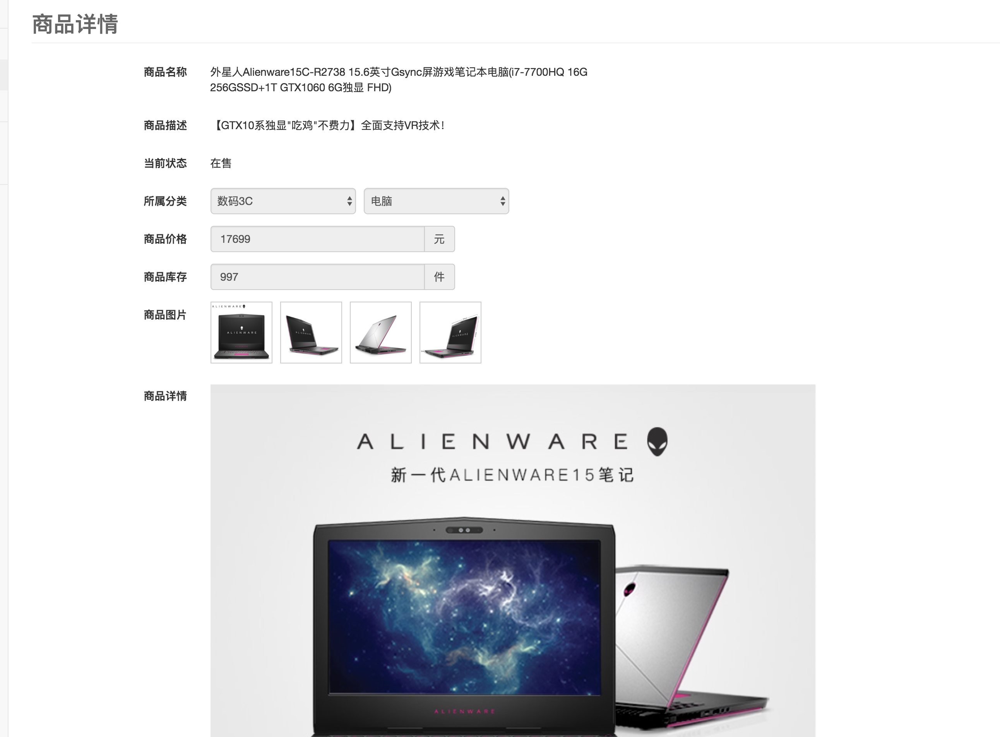 商品详情
商品名称
外星人Alienware15C-R2738 15.6英寸Gsync屏游戏笔记本电脑(i7-7700HQ 16G
256GSSD+1T GTX1060 6G独显 FHD)
商品描述
【GTX10系独显"吃鸡"不费力】全面支持VR技术！
当前状态
在售
所属分类
数码3C
电脑
商品价格
17699
元
商品库存
997
件
商品图片
ALIENWARE
ALIENWARE
ALIENWARE
ALIENWARE
商品详情
ALIENWARE
新一代ALIENWARE15笔记
ALIENWARE